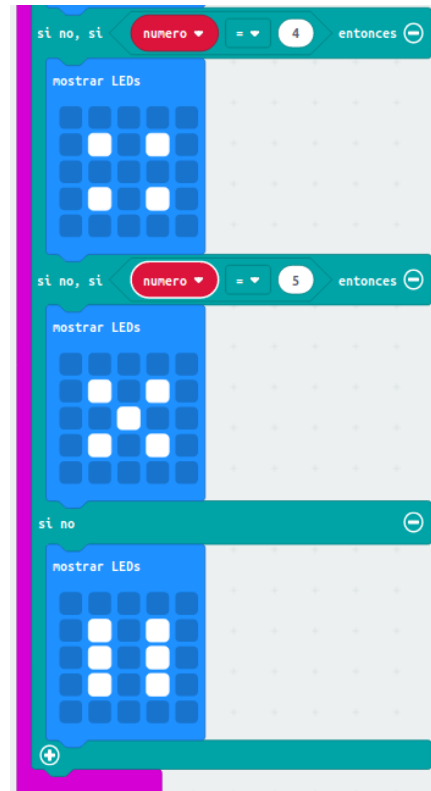 si no, si numero = 4 entonces
mostrar LEDs
si no, si numero = 5 entonces
mostrar LEDs
si no
mostrar LEDs